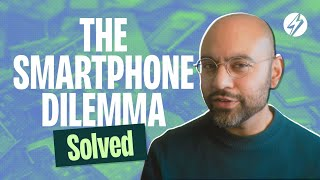 THE
SMARTPHONE
DILEMMA
Solved